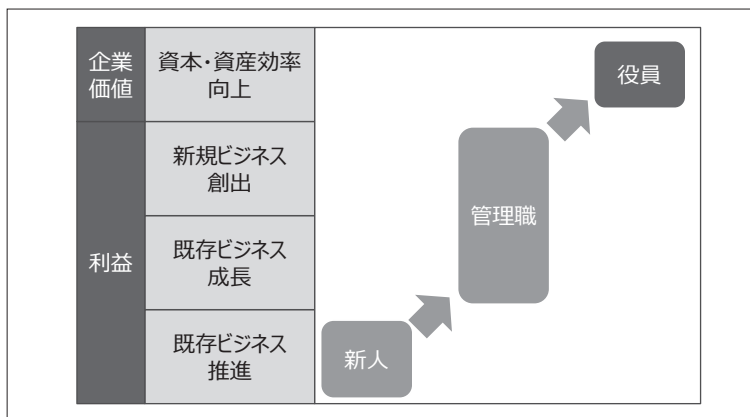 企業
価値
資本・資産効率
向上
役員
利益
新規ビジネス
創出
管理職
既存ビジネス
成長
既存ビジネス
推進
新人